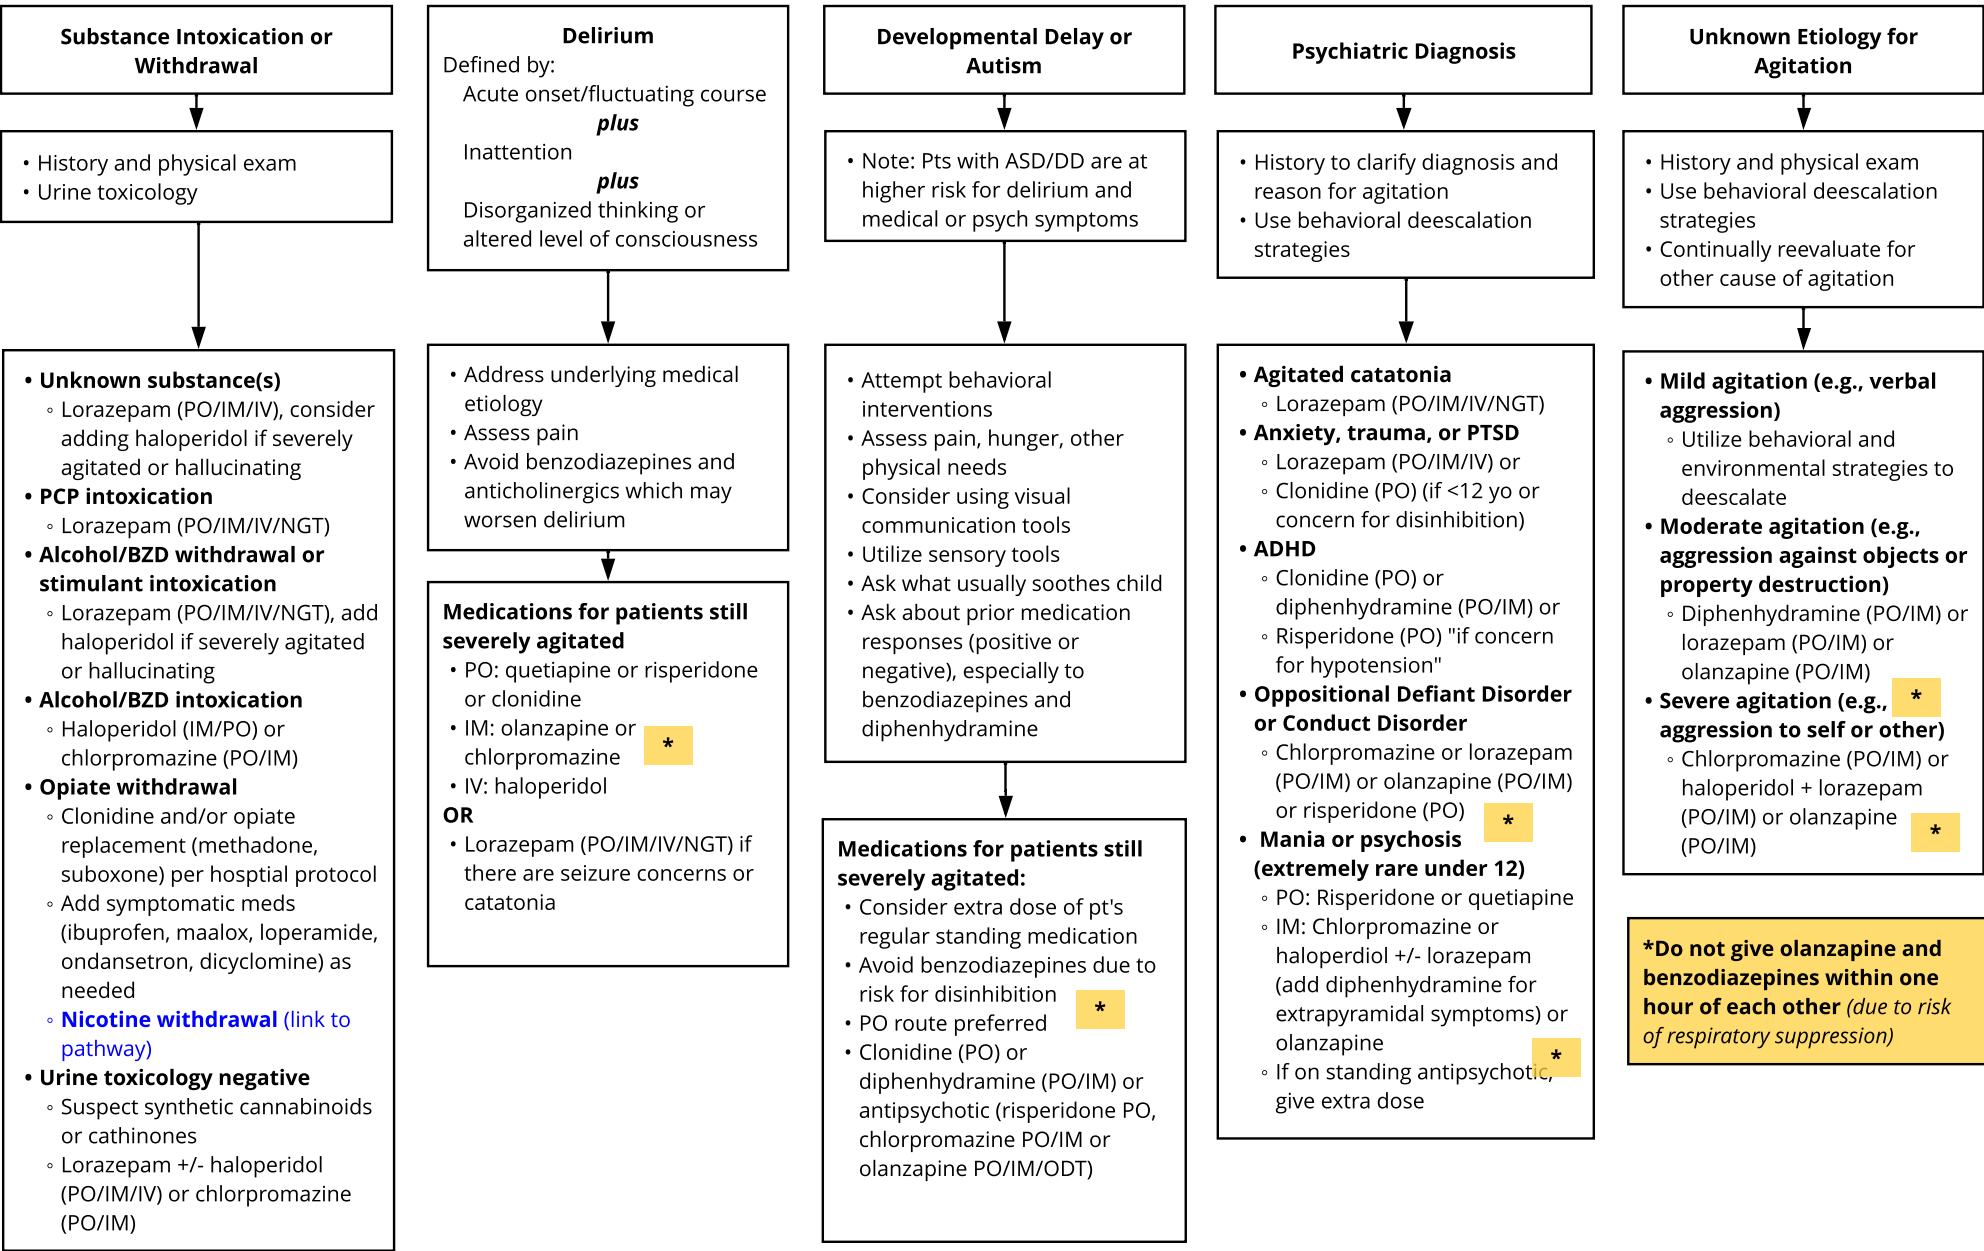 Substance Intoxication or
Withdrawal
• History and physical exam
• Urine toxicology
• Unknown substance(s)
◦ Lorazepam (PO/IM/IV), consider
adding haloperidol if severely
agitated or hallucinating
• PCP intoxication
◦ Lorazepam (PO/IM/IV/NGT)
• Alcohol/BZD withdrawal or
stimulant intoxication
◦ Lorazepam (PO/IM/IV/NGT), add
haloperidol if severely agitated
or hallucinating
• Alcohol/BZD intoxication
◦ Haloperidol (IM/PO) or
chlorpromazine (PO/IM)
• Opiate withdrawal
◦ Clonidine and/or opiate
replacement (methadone,
suboxone) per hosptial protocol
◦ Add symptomatic meds
(ibuprofen, maalox, loperamide,
ondansetron, dicyclomine) as
needed
◦ Nicotine withdrawal (link to
pathway)
• Urine toxicology negative
◦ Suspect synthetic cannabinoids
or cathinones
◦ Lorazepam +/- haloperidol
(PO/IM/IV) or chlorpromazine
(PO/IM)
Delirium
Defined by:
Acute onset/fluctuating course
plus
Inattention
plus
Disorganized thinking or
altered level of consciousness
• Address underlying medical
etiology
• Assess pain
• Avoid benzodiazepines and
anticholinergics which may
worsen delirium
Medications for patients still
severely agitated
• PO: quetiapine or risperidone
or clonidine
• IM: olanzapine or
chlorpromazine *
• IV: haloperidol
OR
• Lorazepam (PO/IM/IV/NGT) if
there are seizure concerns or
catatonia
Developmental Delay or
Autism
• Note: Pts with ASD/DD are at
higher risk for delirium and
medical or psych symptoms
• Attempt behavioral
interventions
• Assess pain, hunger, other
physical needs
• Consider using visual
communication tools
• Utilize sensory tools
• Ask what usually soothes child
• Ask about prior medication
responses (positive or
negative), especially to
benzodiazepines and
diphenhydramine
Medications for patients still
severely agitated:
• Consider extra dose of pt's
regular standing medication
• Avoid benzodiazepines due to
risk for disinhibition *
• PO route preferred
• Clonidine (PO) or
diphenhydramine (PO/IM) or
antipsychotic (risperidone PO,
chlorpromazine PO/IM or
olanzapine PO/IM/ODT)
Psychiatric Diagnosis
• History to clarify diagnosis and
reason for agitation
• Use behavioral deescalation
strategies
• Agitated catatonia
◦ Lorazepam (PO/IM/IV/NGT)
• Anxiety, trauma, or PTSD
◦ Lorazepam (PO/IM/IV) or
◦ Clonidine (PO) (if <12 yo or
concern for disinhibition)
• ADHD
◦ Clonidine (PO) or
diphenhydramine (PO/IM) or
◦ Risperidone (PO) "if concern
for hypotension"
• Oppositional Defiant Disorder
or Conduct Disorder
◦ Chlorpromazine or lorazepam
(PO/IM) or olanzapine (PO/IM)
or risperidone (PO) *
• Mania or psychosis
(extremely rare under 12)
◦ PO: Risperidone or quetiapine
◦ IM: Chlorpromazine or
haloperdiol +/- lorazepam
(add diphenhydramine for
extrapyramidal symptoms) or
olanzapine *
◦ If on standing antipsychotic,
give extra dose
Unknown Etiology for
Agitation
• History and physical exam
• Use behavioral deescalation
strategies
• Continually reevaluate for
other cause of agitation
• Mild agitation (e.g., verbal
aggression)
◦ Utilize behavioral and
environmental strategies to
deescalate
• Moderate agitation (e.g.,
aggression against objects or
property destruction)
◦ Diphenhydramine (PO/IM) or
lorazepam (PO/IM) or
olanzapine (PO/IM)
• Severe agitation (e.g., *
aggression to self or other)
◦ Chlorpromazine (PO/IM) or
haloperidol + lorazepam
(PO/IM) or olanzapine
(PO/IM) *
*Do not give olanzapine and
benzodiazepines within one
hour of each other (due to risk
of respiratory suppression)